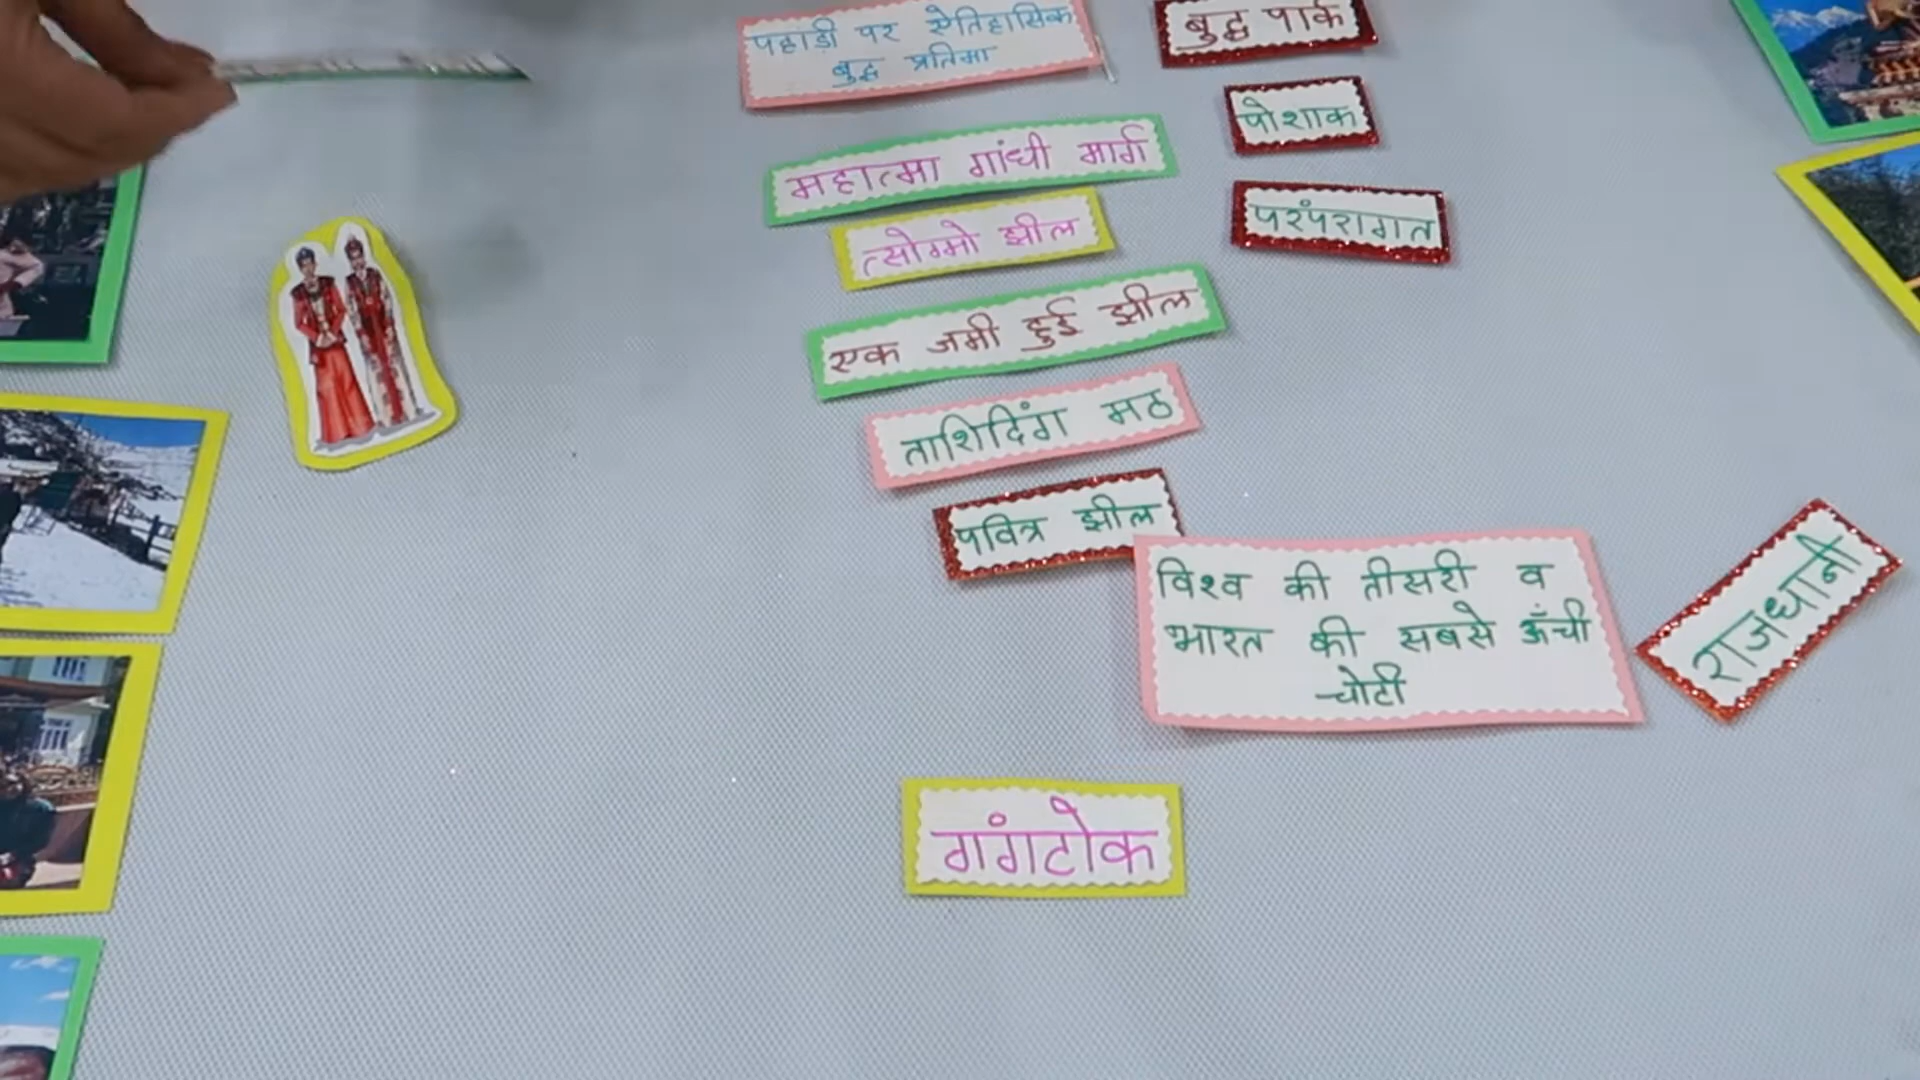 पहाड़ी पर ऐतिहासिक
बुद्ध प्रतिमा
बुद्ध पार्क
पोशाक
महात्मा गांधी मार्ग
परंपरागत
त्सोग्मो झील
एक जमी हुई झील
ताशिदिंग मठ
पवित्र झील
विश्व की तीसरी व
भारत की सबसे ऊँची
चोटी
राजधानी
गंगटोक